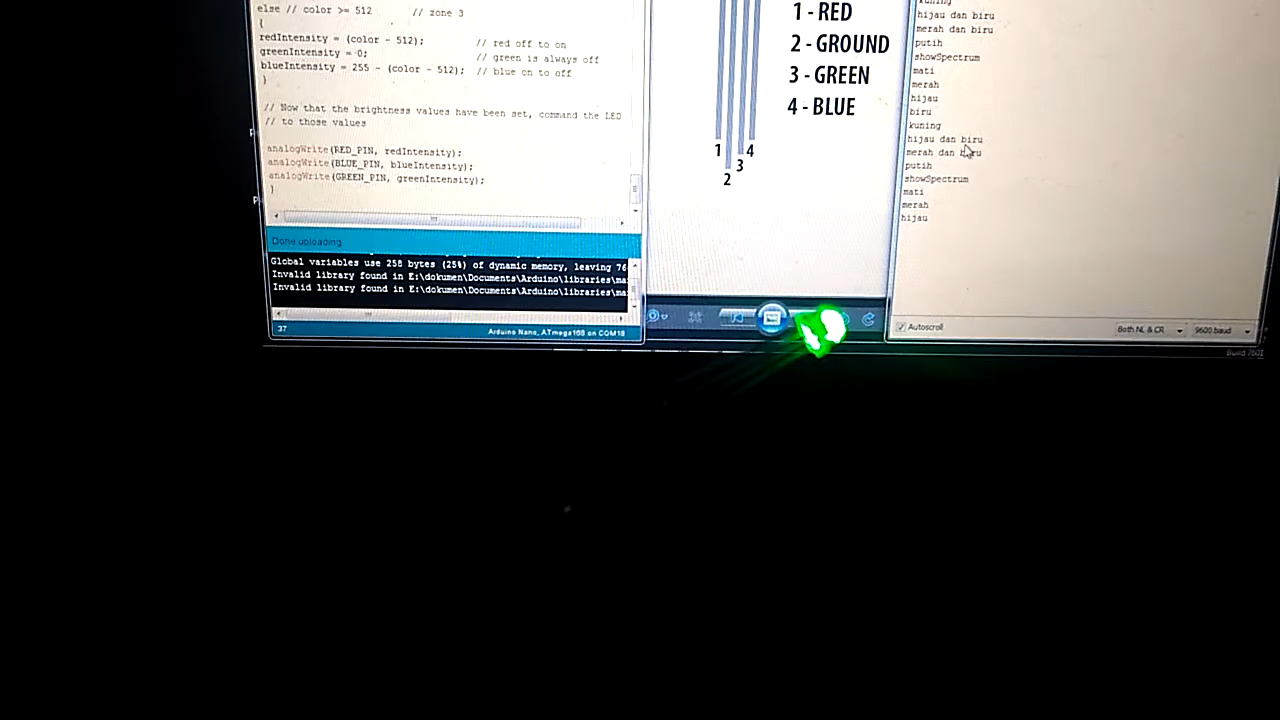 else // color >= 512 // zone 3
{
redIntensity = (color - 512); // red off to on
greenIntensity = 0; // green is always off
blueIntensity = 255 - (color - 512); // blue on to off
}
// Now that the brightness values have been set, command the LED
// to those values
analogWrite(RED_PIN, redIntensity);
analogWrite(BLUE_PIN, blueIntensity);
analogWrite(GREEN_PIN, greenIntensity);
}
Done uploading.
Global variables use 258 bytes (25%) of dynamic memory, leaving 76
Invalid library found in E:\dokumen\Documents\Arduino\libraries\ma
Invalid library found in E:\dokumen\Documents\Arduino\libraries\ma
37
Arduino Nano, ATmega168 on COM18
1 - RED
2 - GROUND
3 - GREEN
4 - BLUE
1
2
3
4
kuning
hijau dan biru
merah dan biru
putih
showSpectrum
mati
merah
hijau
biru
kuning
hijau dan biru
merah dan biru
putih
showSpectrum
mati
merah
hijau
Autoscroll
Both NL & CR
9600 baud
Build 7601